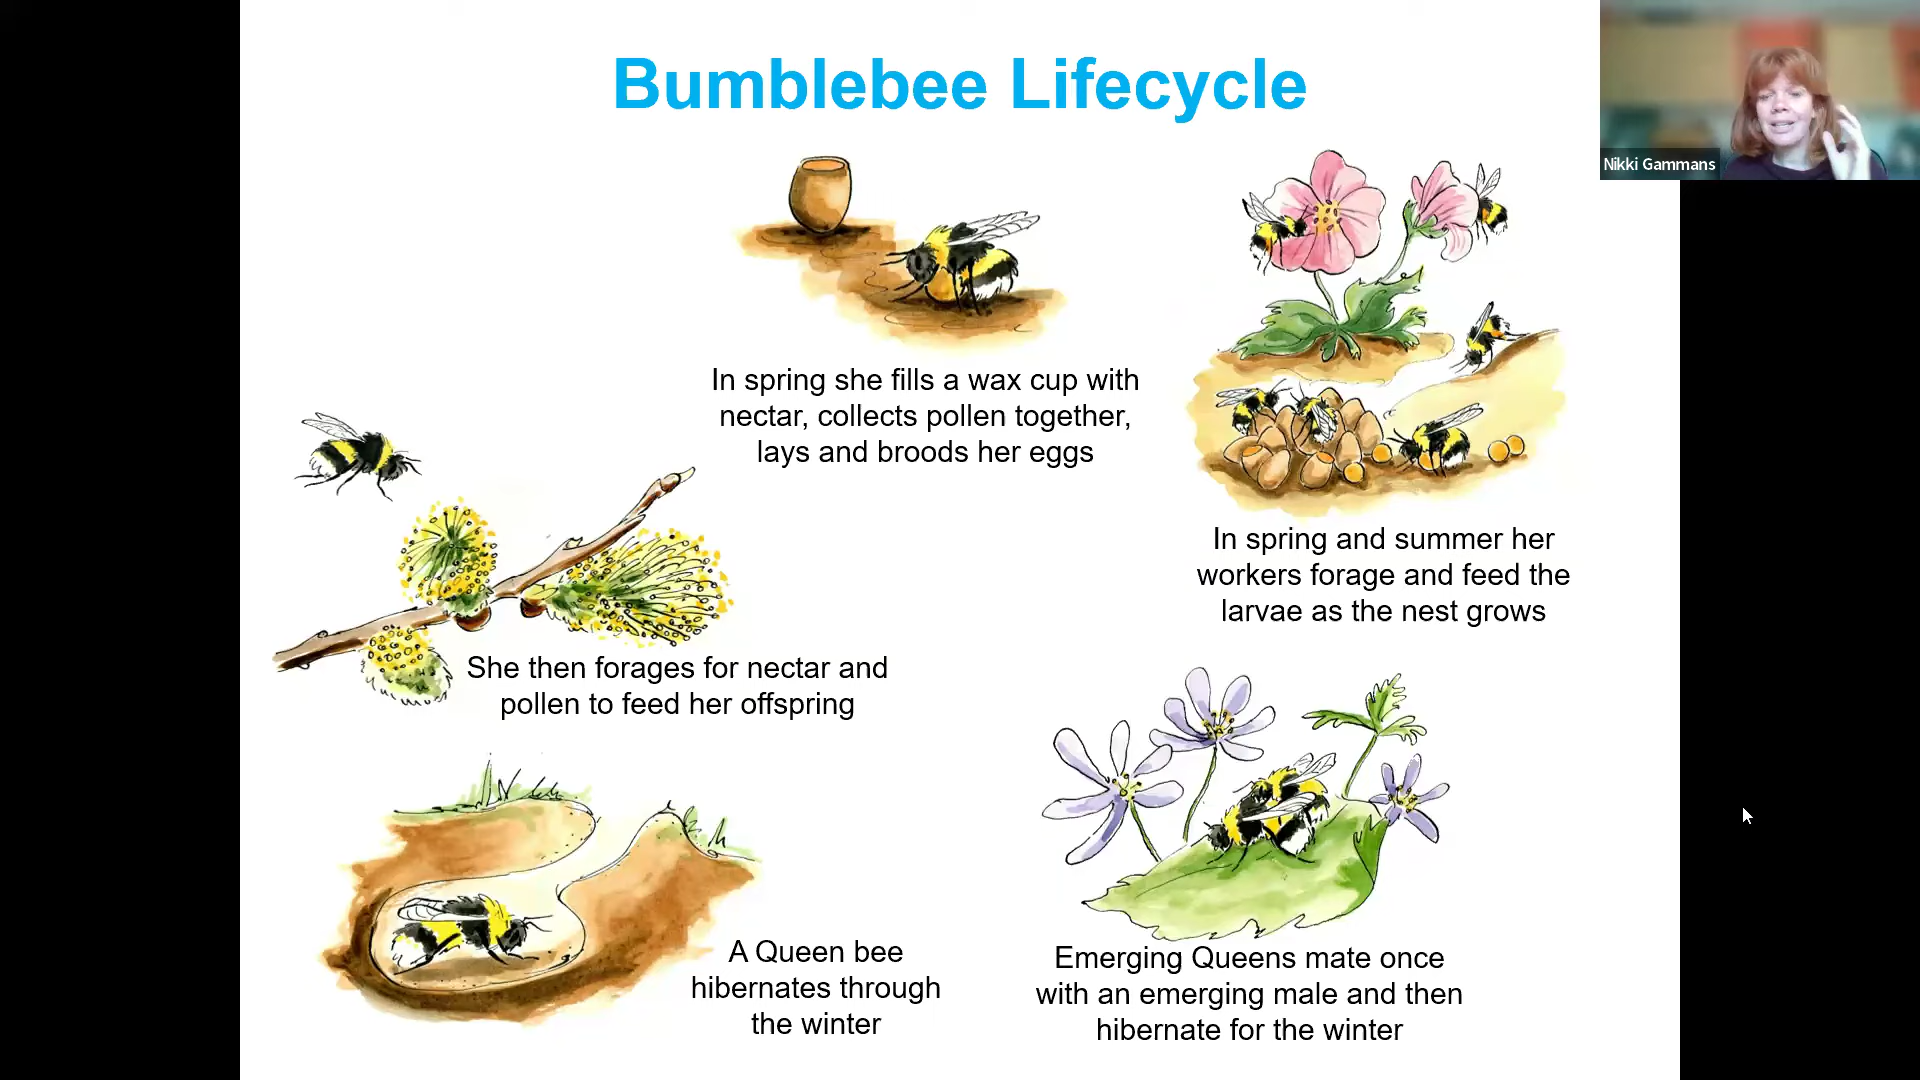 Bumblebee Lifecycle
Nikki Gammans
In spring she fills a wax cup with
nectar, collects pollen together,
lays and broods her eggs
In spring and summer her
workers forage and feed the
larvae as the nest grows
She then forages for nectar and
pollen to feed her offspring
A Queen bee
hibernates through
the winter
Emerging Queens mate once
with an emerging male and then
hibernate for the winter